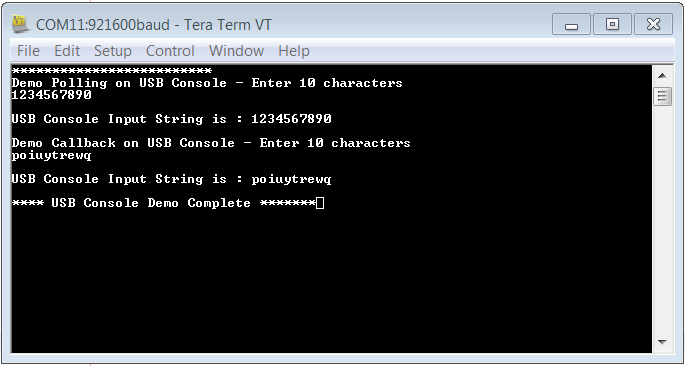 COM11:921600baud - Tera Term VT
File Edit Setup Control Window Help
*************************
Demo Polling on USB Console - Enter 10 characters
1234567890
USB Console Input String is : 1234567890
Demo Callback on USB Console - Enter 10 characters
poiuytrewq
USB Console Input String is : poiuytrewq
**** USB Console Demo Complete *******